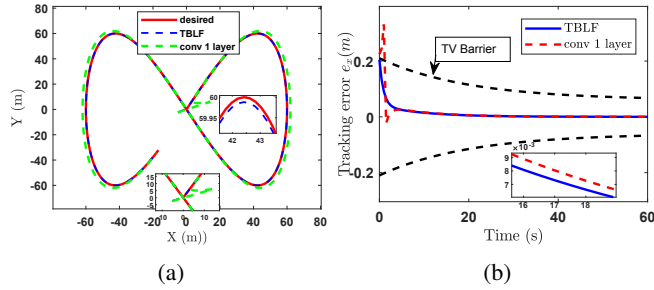 desired
TBLF
conv 1 layer
80
60
40
20
0
-20
-40
-60
Y (m)
60
59.95
42 43
15
10
5
0
-5
-10 0 10
-60 -40 -20 0 20 40 60
X (m))
(a)
TBLF
conv 1 layer
TV Barrier
0.2
0
-0.2
Tracking error eₓ(m)
×10⁻³
9
8
7
16 17 18
0 20 40 60
Time (s)
(b)